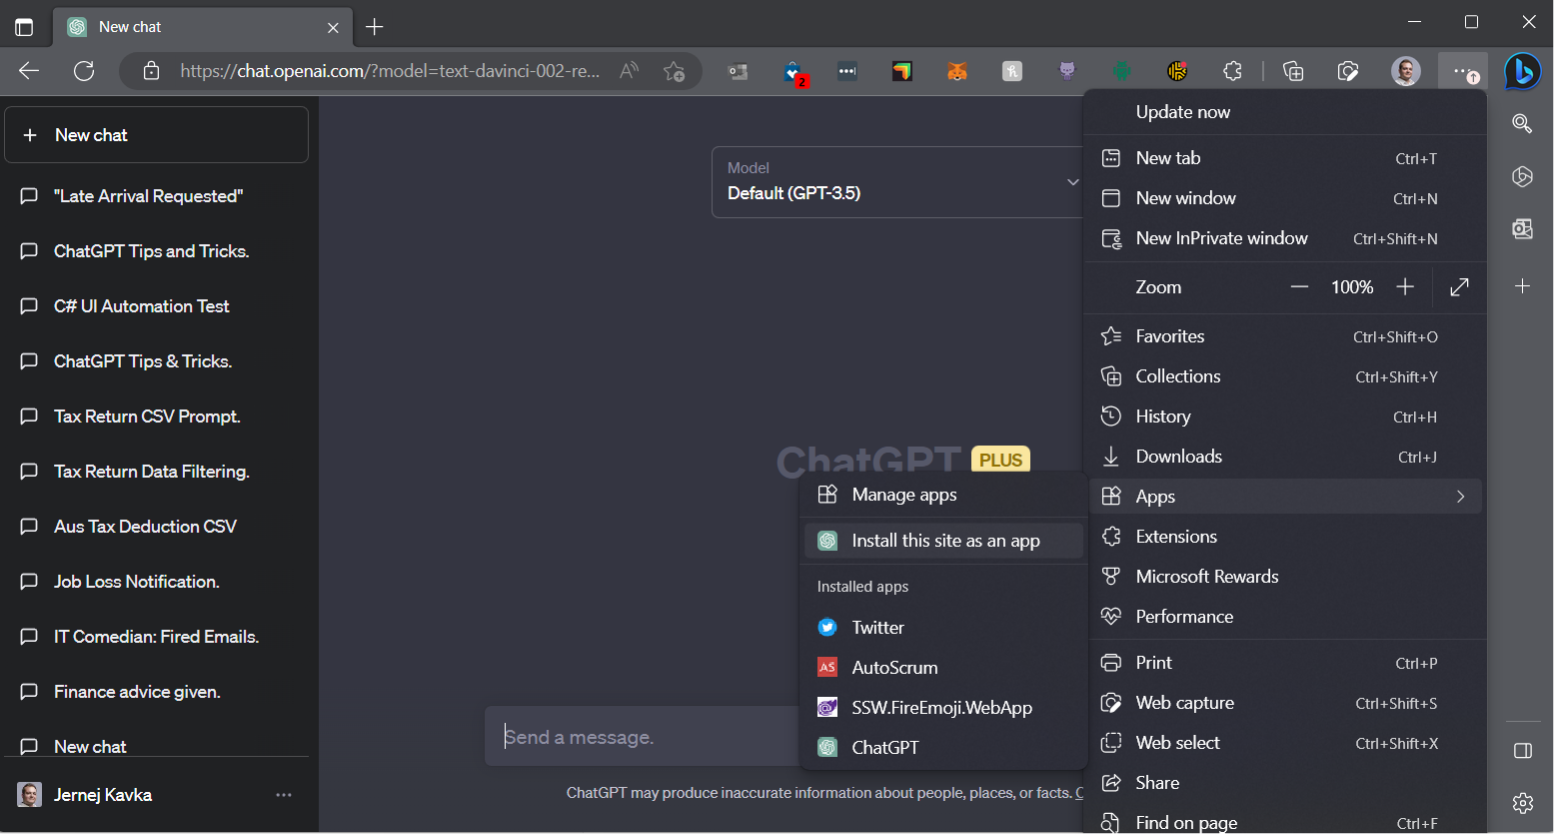 New chat
https://chat.openai.com/?model=text-davinci-002-re...
2
New chat
"Late Arrival Requested"
ChatGPT Tips and Tricks.
C# UI Automation Test
ChatGPT Tips & Tricks.
Tax Return CSV Prompt.
Tax Return Data Filtering.
Aus Tax Deduction CSV
Job Loss Notification.
IT Comedian: Fired Emails.
Finance advice given.
New chat
Jernej Kavka
Model
Default (GPT-3.5)
ChatGPT PLUS
Send a message.
ChatGPT may produce inaccurate information about people, places, or facts. C
Manage apps
Install this site as an app
Installed apps
Twitter
AS AutoScrum
SSW.FireEmoji.WebApp
ChatGPT
Update now
New tab Ctrl+T
New window Ctrl+N
New InPrivate window Ctrl+Shift+N
Zoom 100%
Favorites Ctrl+Shift+O
Collections Ctrl+Shift+Y
History Ctrl+H
Downloads Ctrl+J
Apps
Extensions
Microsoft Rewards
Performance
Print Ctrl+P
Web capture Ctrl+Shift+S
Web select Ctrl+Shift+X
Share
Find on page Ctrl+F